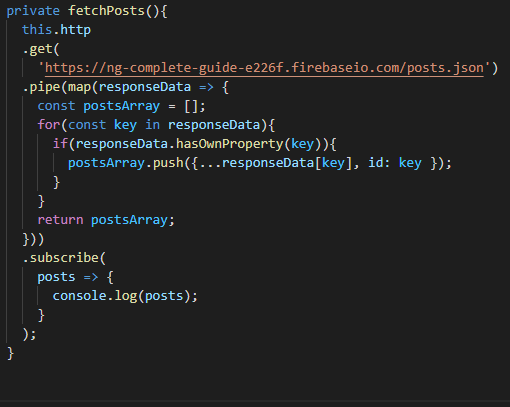 private fetchPosts(){
this.http
.get(
'https://ng-complete-guide-e226f.firebaseio.com/posts.json')
.pipe(map(responseData => {
const postsArray = [];
for(const key in responseData){
if(responseData.hasOwnProperty(key)){
postsArray.push({...responseData[key], id: key });
}
}
return postsArray;
}))
.subscribe(
posts => {
console.log(posts);
}
);
}